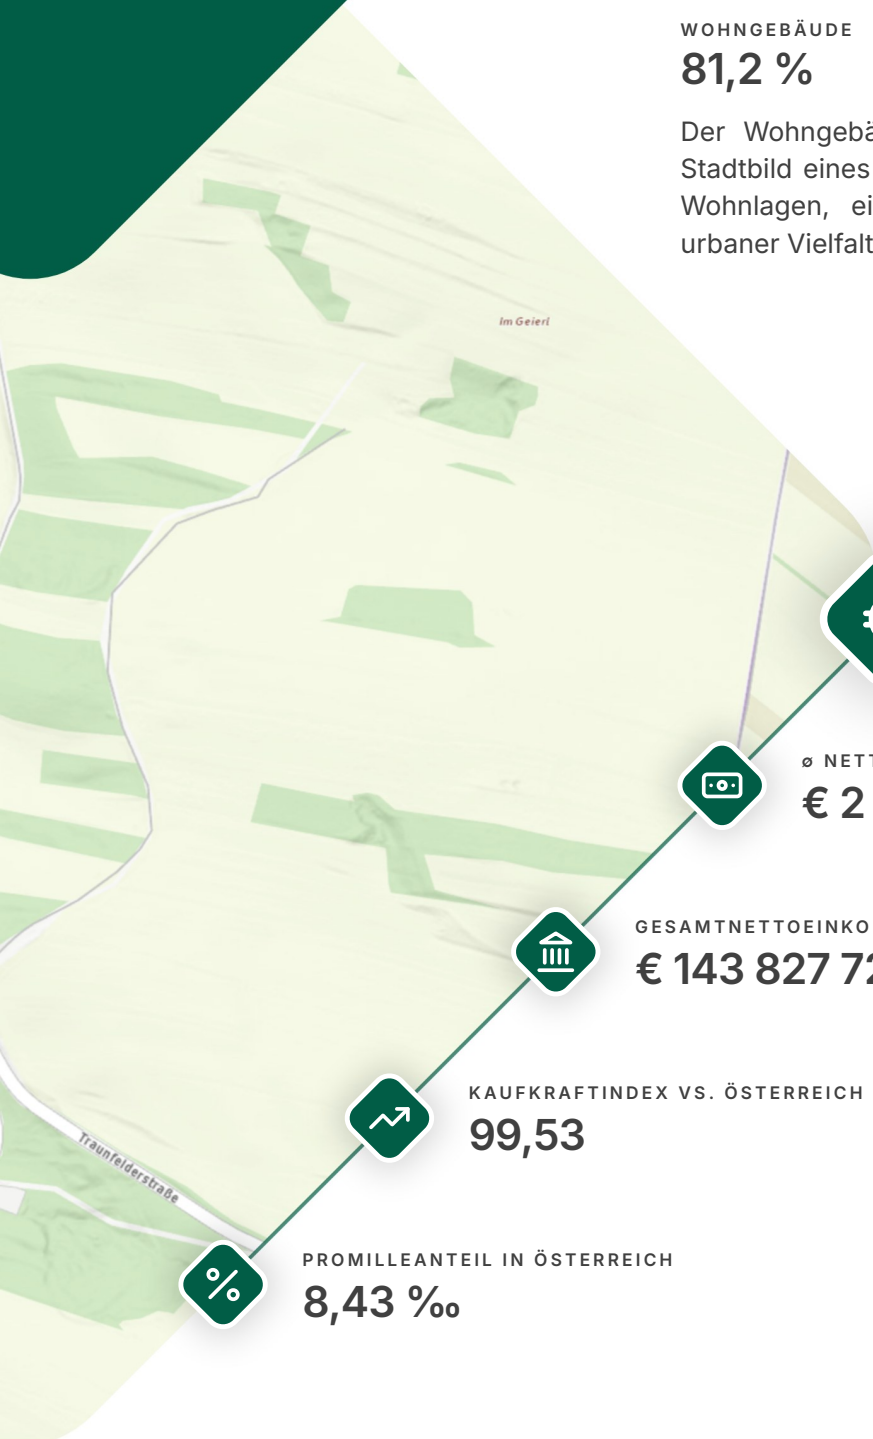 WOHNGEBÄUDE
81,2 %
Der Wohngebä
Stadtbild eines
Wohnlagen, ei
urbaner Vielfalt
Im Geierl
ø NETT
€ 2
GESAMTNETTOEINKO
€ 143 827 72
KAUFKRAFTINDEX VS. ÖSTERREICH
99,53
Traunfelderstraße
PROMILLEANTEIL IN ÖSTERREICH
8,43 ‰